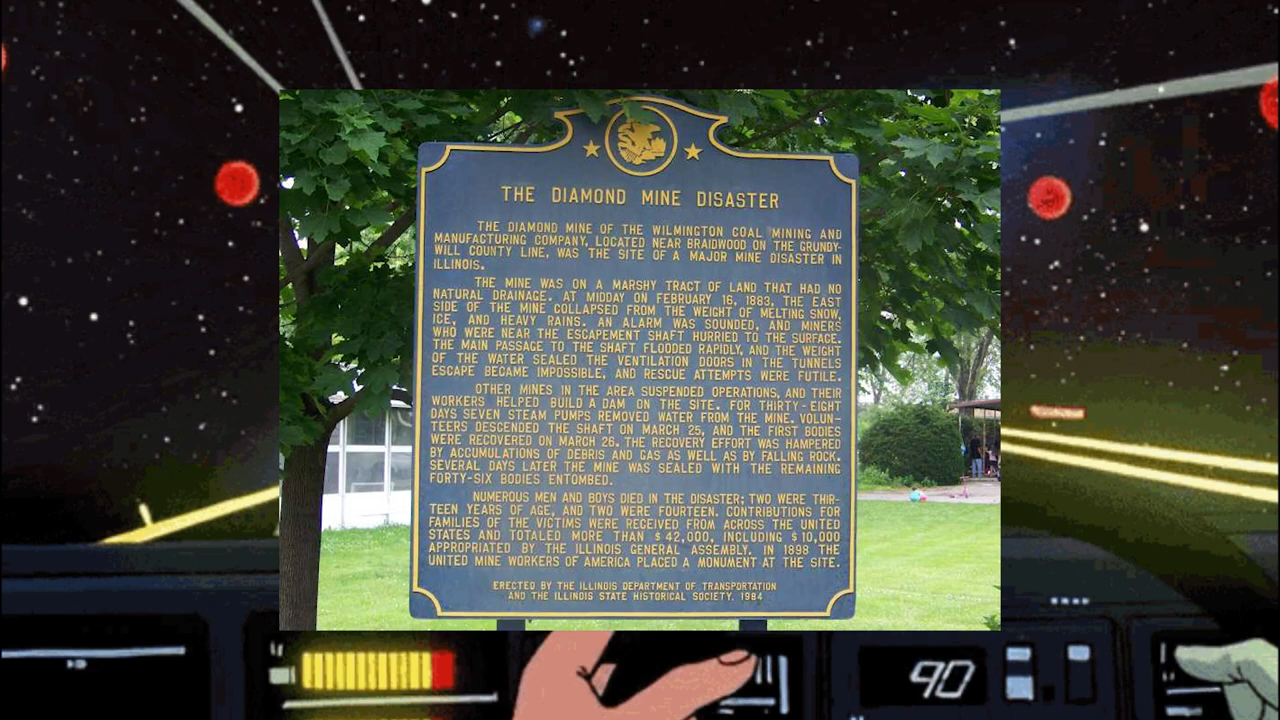 THE DIAMOND MINE DISASTER
THE DIAMOND MINE OF THE WILMINGTON COAL MINING AND
MANUFACTURING COMPANY, LOCATED NEAR BRAIDWOOD ON THE GRUNDY-
WILL COUNTY LINE, WAS THE SITE OF A MAJOR MINE DISASTER IN
ILLINOIS.
THE MINE WAS ON A MARSHY TRACT OF LAND THAT HAD NO
NATURAL DRAINAGE. AT MIDDAY ON FEBRUARY 16, 1883, THE EAST
SIDE OF THE MINE COLLAPSED FROM THE WEIGHT OF MELTING SNOW,
ICE, AND HEAVY RAINS. AN ALARM WAS SOUNDED, AND MINERS
WHO WERE NEAR THE ESCAPEMENT SHAFT HURRIED TO THE SURFACE.
THE MAIN PASSAGE TO THE SHAFT FLOODED RAPIDLY, AND THE WEIGHT
OF THE WATER SEALED THE VENTILATION DOORS IN THE TUNNELS
ESCAPE BECAME IMPOSSIBLE, AND RESCUE ATTEMPTS WERE FUTILE.
OTHER MINES IN THE AREA SUSPENDED OPERATIONS, AND THEIR
WORKERS HELPED BUILD A DAM ON THE SITE. FOR THIRTY-EIGHT
DAYS SEVEN STEAM PUMPS REMOVED WATER FROM THE MINE. VOLUN-
TEERS DESCENDED THE SHAFT ON MARCH 25, AND THE FIRST BODIES
WERE RECOVERED ON MARCH 26. THE RECOVERY EFFORT WAS HAMPERED
BY ACCUMULATIONS OF DEBRIS AND GAS AS WELL AS BY FALLING ROCK.
SEVERAL DAYS LATER THE MINE WAS SEALED WITH THE REMAINING
FORTY-SIX BODIES ENTOMBED.
NUMEROUS MEN AND BOYS DIED IN THE DISASTER; TWO WERE THIR-
TEEN YEARS OF AGE, AND TWO WERE FOURTEEN. CONTRIBUTIONS FOR
FAMILIES OF THE VICTIMS WERE RECEIVED FROM ACROSS THE UNITED
STATES AND TOTALED MORE THAN $42,000, INCLUDING $10,000
APPROPRIATED BY THE ILLINOIS GENERAL ASSEMBLY. IN 1898 THE
UNITED MINE WORKERS OF AMERICA PLACED A MONUMENT AT THE SITE.
ERECTED BY THE ILLINOIS DEPARTMENT OF TRANSPORTATION
AND THE ILLINOIS STATE HISTORICAL SOCIETY, 1984
90